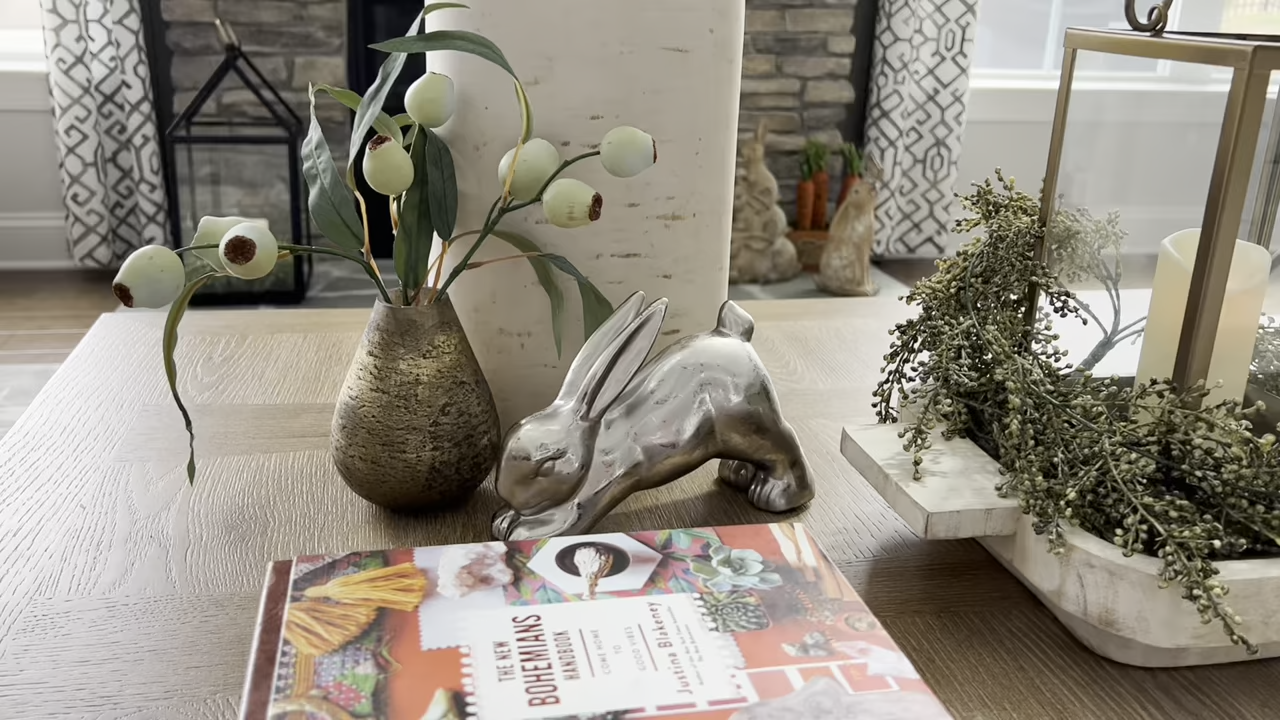 THE NEW
BOHEMIANS
HANDBOOK
COME HOME
TO
GOOD VIBES
Justina Blakeney